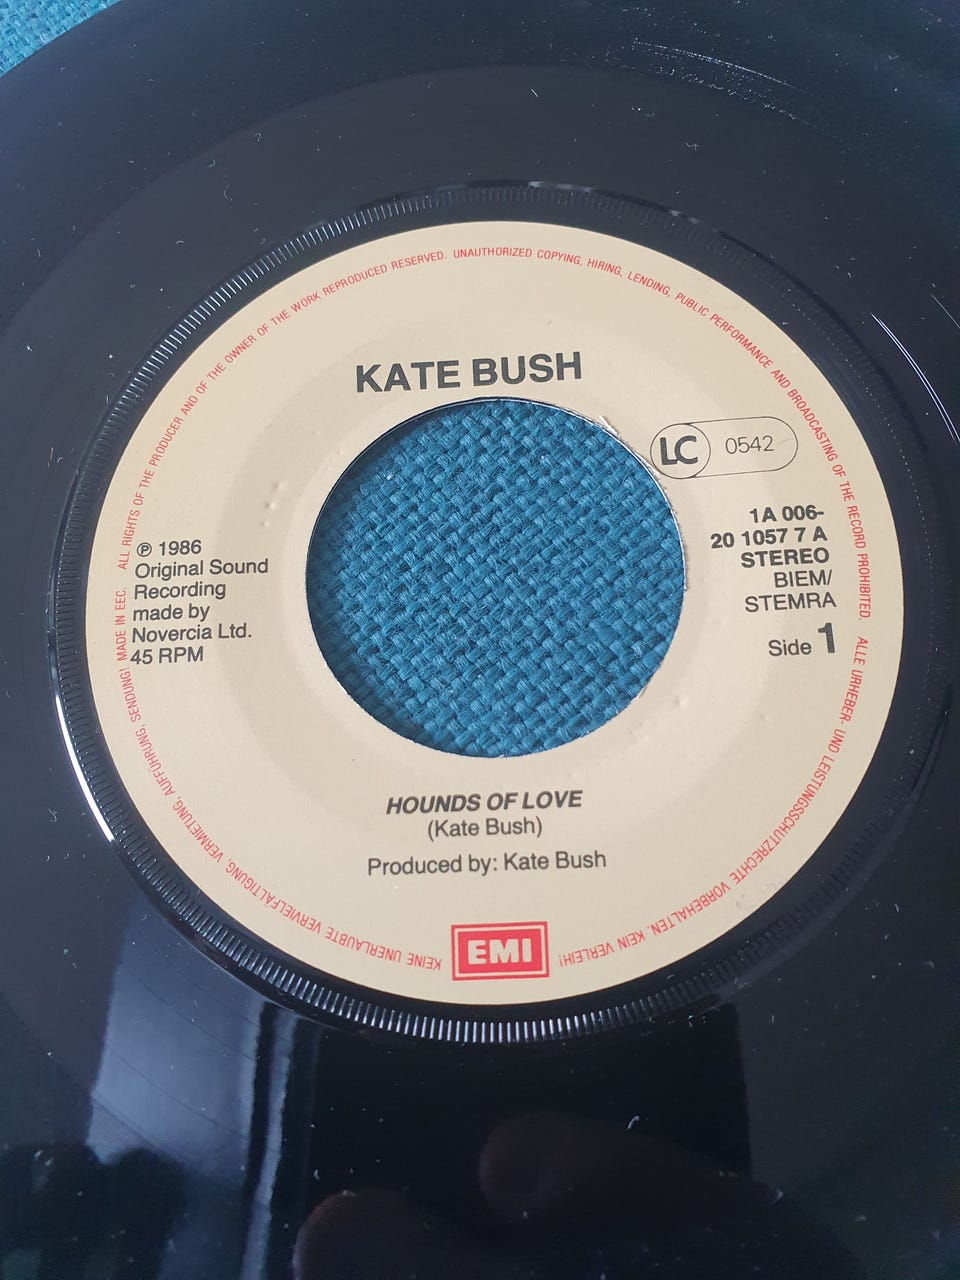 ALL RIGHTS OF THE PRODUCER AND OF THE OWNER OF THE WORK REPRODUCED RESERVED. UNAUTHORIZED COPYING, HIRING, LENDING, PUBLIC PERFORMANCE AND BROADCASTING OF THE RECORD PROHIBITED.
KATE BUSH
LC 0542
1A 006-
20 1057 7 A
STEREO
BIEM/
STEMRA
Side 1
℗ 1986
Original Sound
Recording
made by
Novercia Ltd.
45 RPM
HOUNDS OF LOVE
(Kate Bush)
Produced by: Kate Bush
EMI
ALLE URHEBER- UND LEISTUNGSSCHUTZRECHTE VORBEHALTEN. KEIN VERLEIH! KEINE UNERLAUBTE VERVIELFÄLTIGUNG, VERMIETUNG, AUFFÜHRUNG, SENDUNG! MADE IN EEC.